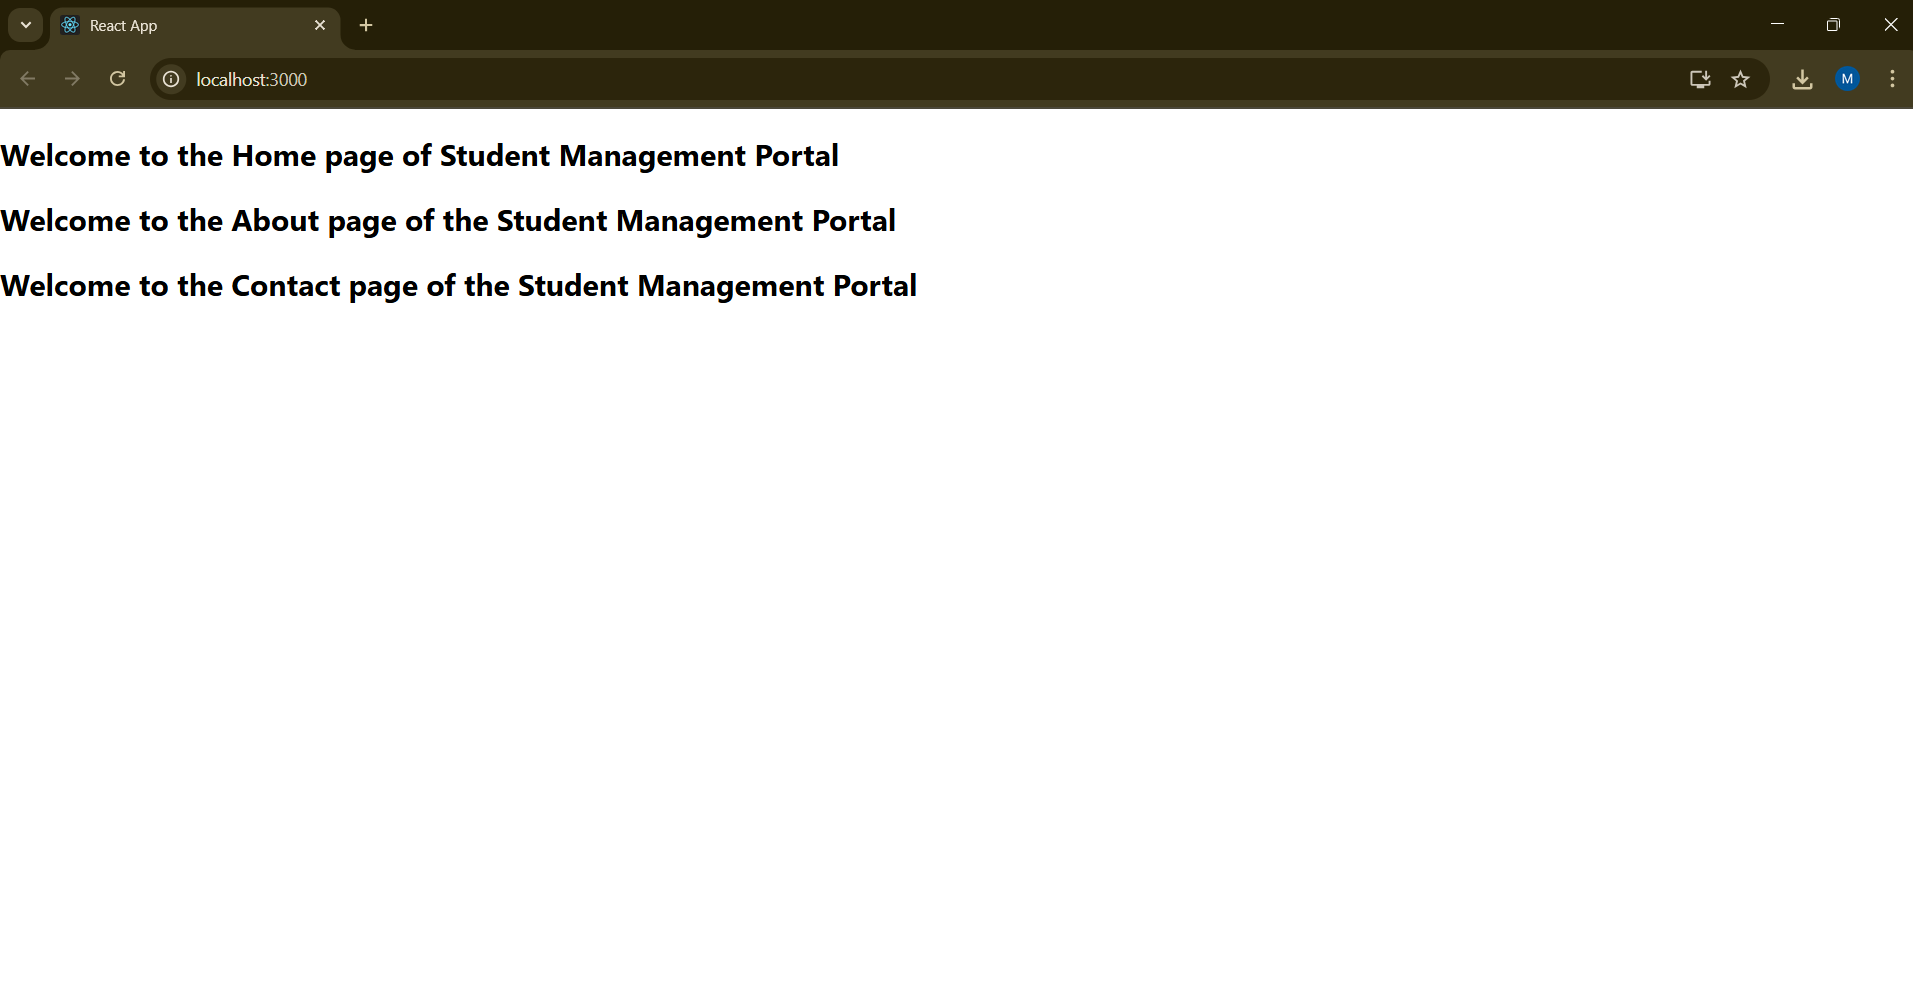 React App
localhost:3000
M
Welcome to the Home page of Student Management Portal
Welcome to the About page of the Student Management Portal
Welcome to the Contact page of the Student Management Portal